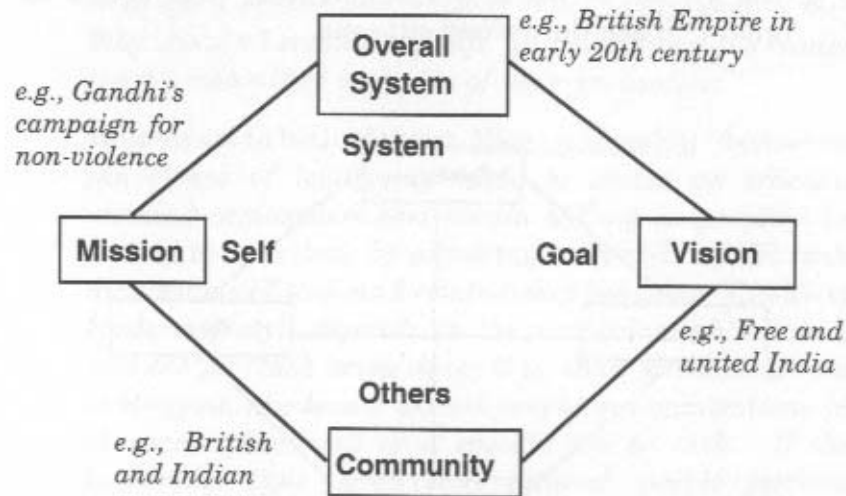 e.g., British Empire in
early 20th century
Overall
System
e.g., Gandhi's
campaign for
non-violence
System
Mission
Self
Goal
Vision
e.g., Free and
united India
Others
e.g., British
and Indian
Community